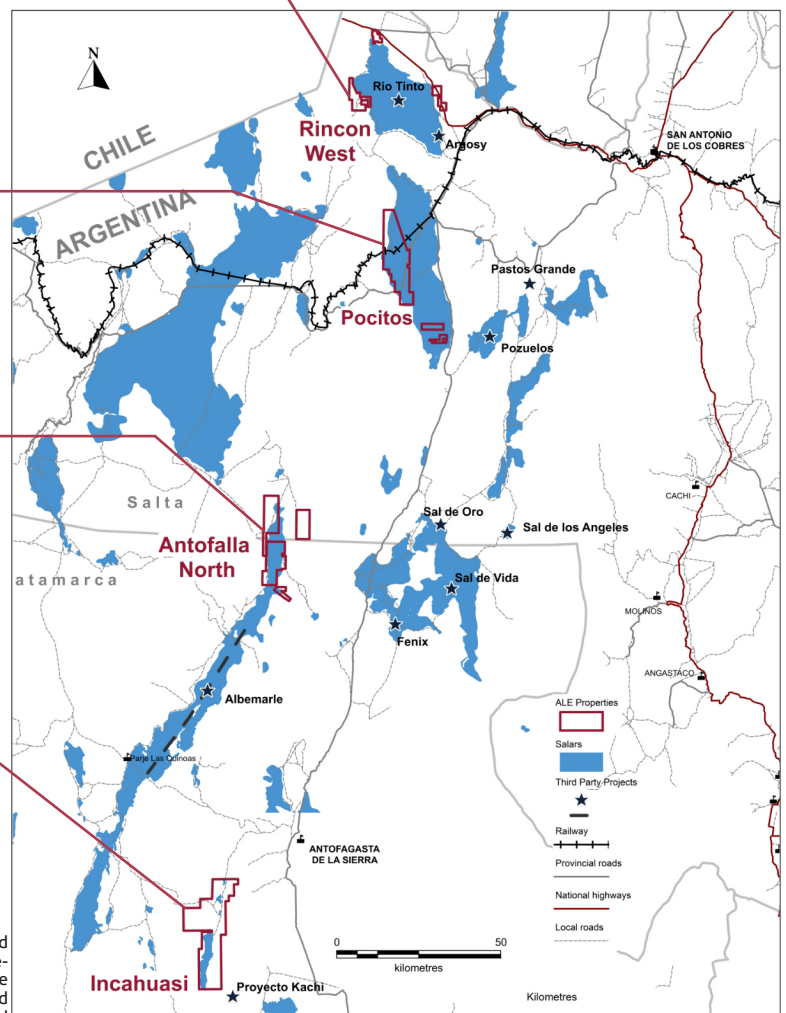 N
CHILE
ARGENTINA
Rio Tinto
Rincon
West
Argosy
SAN ANTONIO
DE LOS COBRES
Pocitos
Pastos Grande
Pozuelos
CACHI
Salta
Antofalla
North
atamarca
Sal de Oro
Sal de los Angeles
Sal de Vida
Fenix
MOLINOS
ANGASTACO
Albemarle
Parje Las Quinoas
ANTOFAGASTA
DE LA SIERRA
Incahuasi
Proyecto Kachi
ALE Properties
Salars
Third Party Projects
Railway
Provincial roads
National highways
Local roads
0 50
kilometres
Kilometres